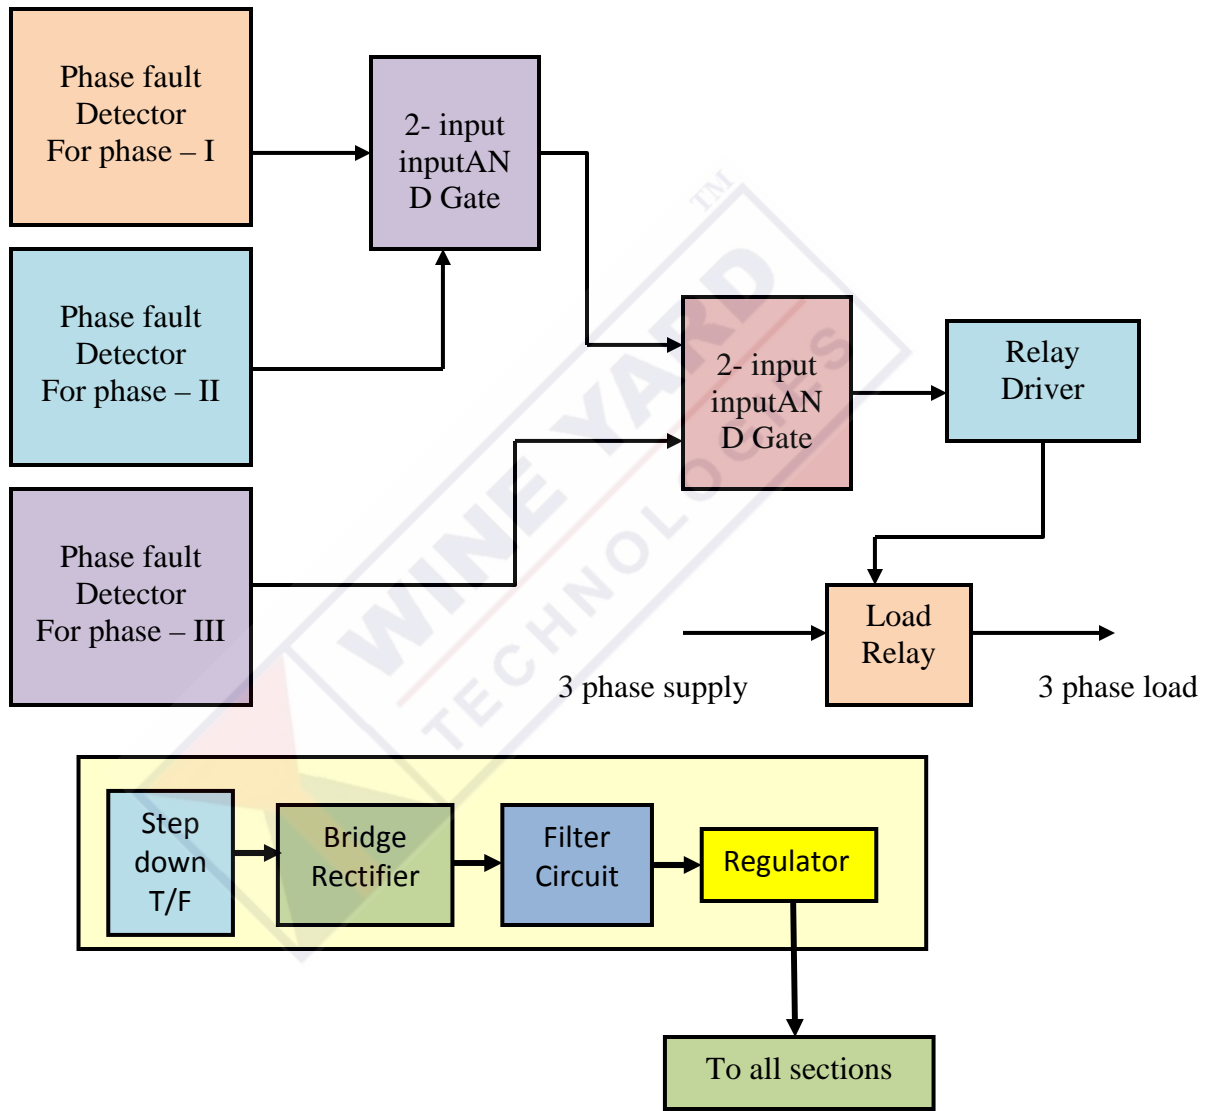 Phase fault
Detector
For phase – I
2- input
inputAN
D Gate
Phase fault
Detector
For phase – II
2- input
inputAN
D Gate
Relay
Driver
Phase fault
Detector
For phase – III
Load
Relay
3 phase supply
3 phase load
Step
down
T/F
Bridge
Rectifier
Filter
Circuit
Regulator
To all sections
WINE YARD
TECHNOLOGIES
TM